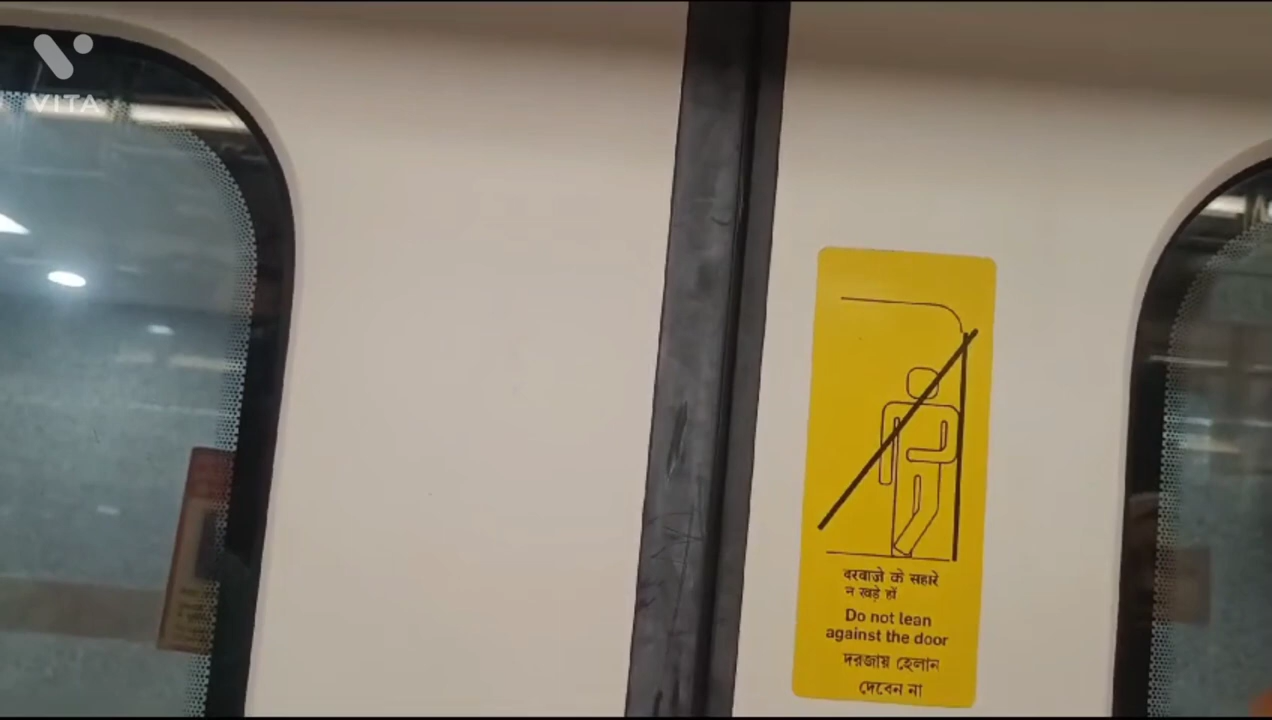 VITA
दरवाजे के सहारे
न खड़े हों
Do not lean
against the door
দরজায় হেলান
দেবেন না